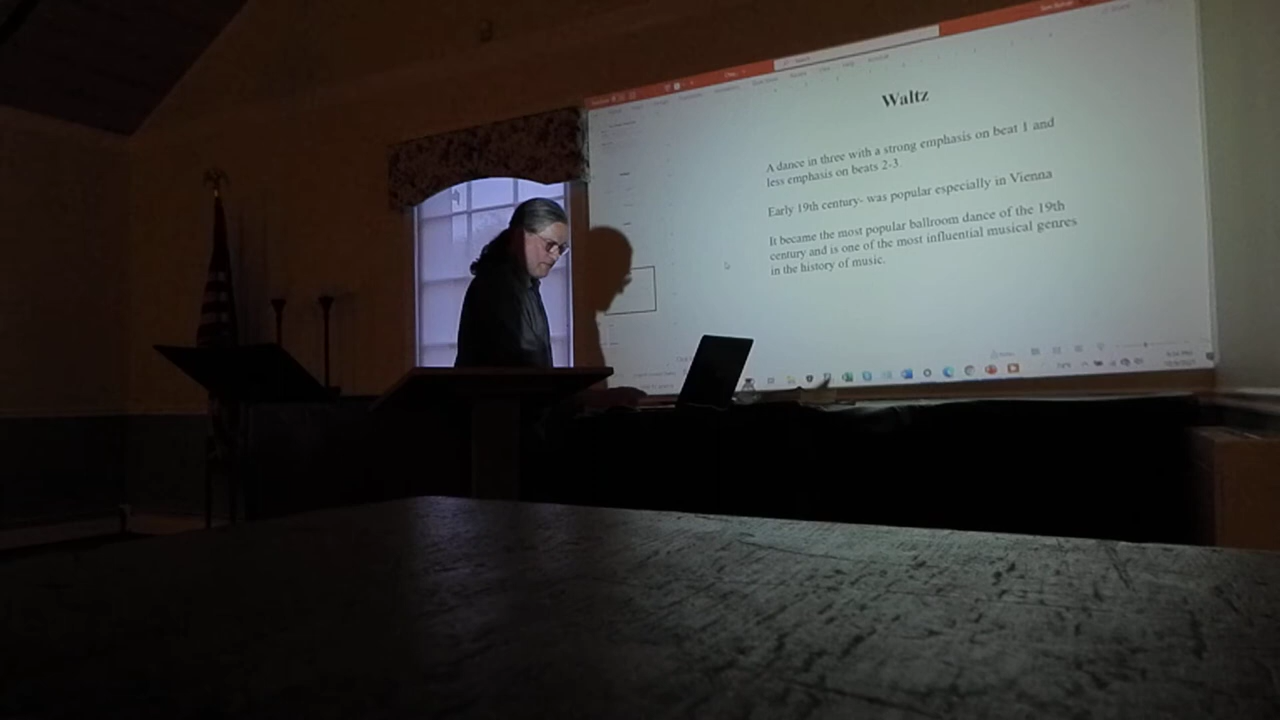 Waltz
A dance in three with a strong emphasis on beat 1 and
less emphasis on beats 2-3
Early 19th century- was popular especially in Vienna
It became the most popular ballroom dance of the 19th
century and is one of the most influential musical genres
in the history of music.